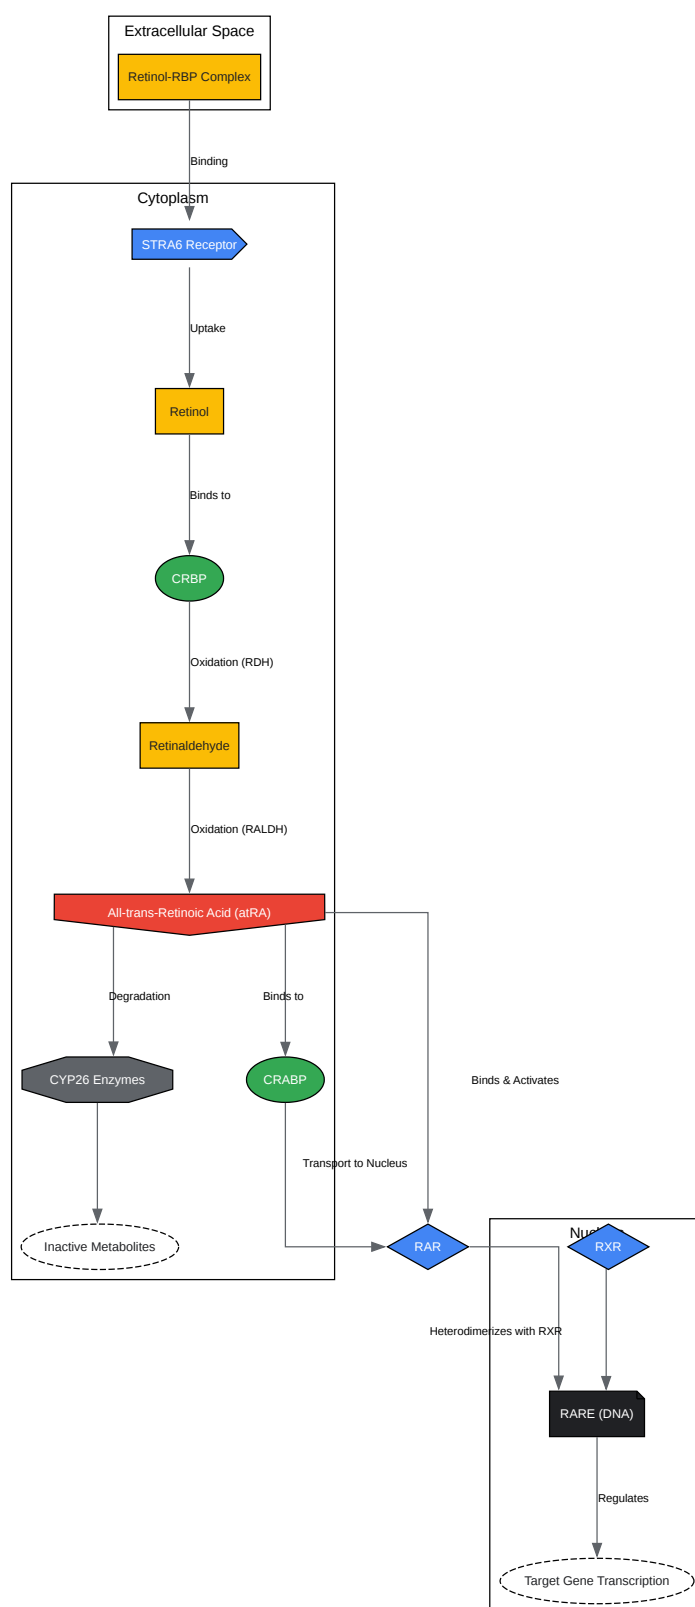 Extracellular Space
Retinol-RBP Complex
Binding
Cytoplasm
STRA6 Receptor
Uptake
Retinol
Binds to
CRBP
Oxidation (RDH)
Retinaldehyde
Oxidation (RALDH)
All-trans-Retinoic Acid (atRA)
Degradation
Binds to
CYP26 Enzymes
CRABP
Binds & Activates
Transport to Nucleus
Inactive Metabolites
RAR
RXR
Heterodimerizes with RXR
RARE (DNA)
Regulates
Target Gene Transcription